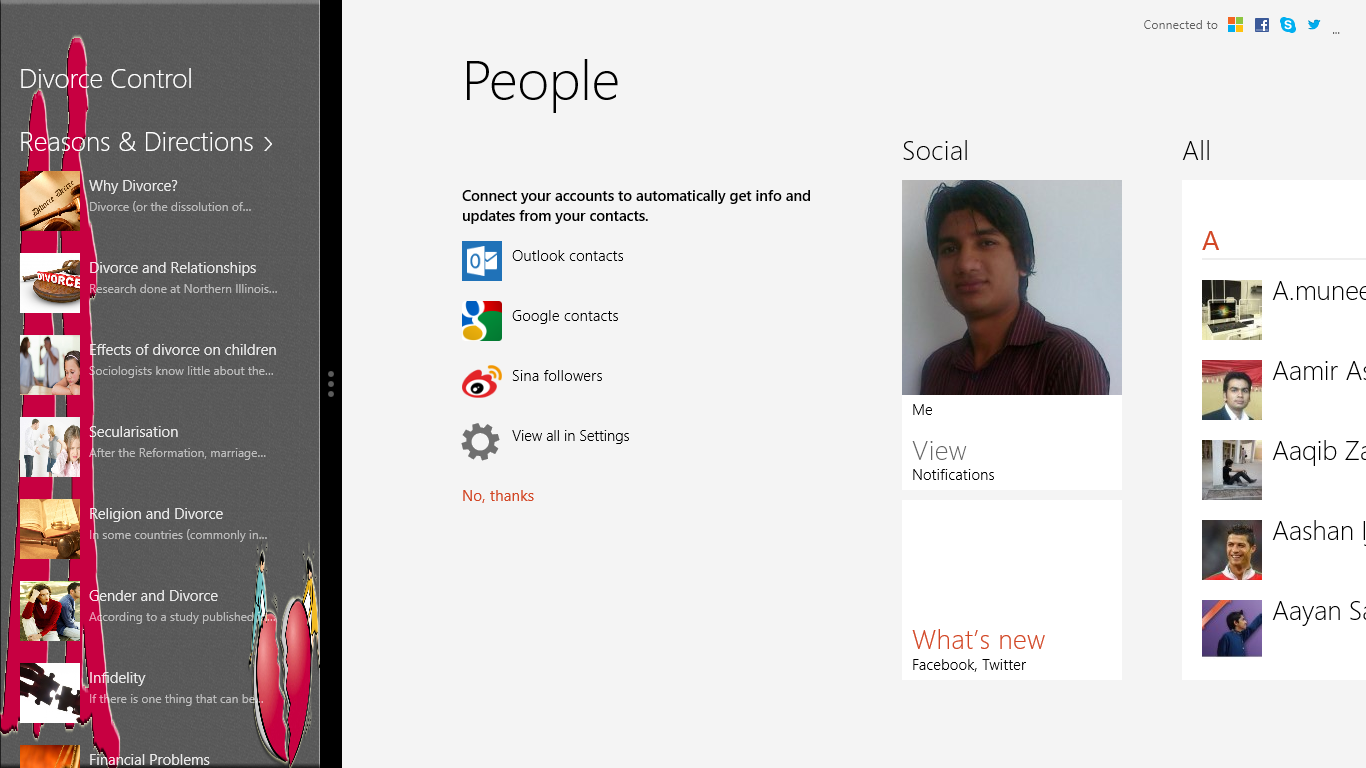 Divorce Control
Reasons & Directions >
Why Divorce?
Divorce (or the dissolution of...
Divorce and Relationships
Research done at Northern Illinois...
Effects of divorce on children
Sociologists know little about the...
Secularisation
After the Reformation, marriage...
Religion and Divorce
In some countries (commonly in...
Gender and Divorce
According to a study published
Infidelity
If there is one thing that can be...
Financial Problems
Connected to
...
People
Connect your accounts to automatically get info and
updates from your contacts.
Outlook contacts
Google contacts
Sina followers
View all in Settings
No, thanks
Social
Me
View
Notifications
What's new
Facebook, Twitter
All
A
A.munee
Aamir As
Aaqib Za
Aashan
Aayan Sa